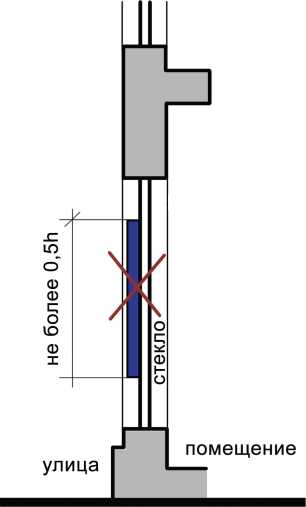 не более 0,5h
стекло
помещение
улица